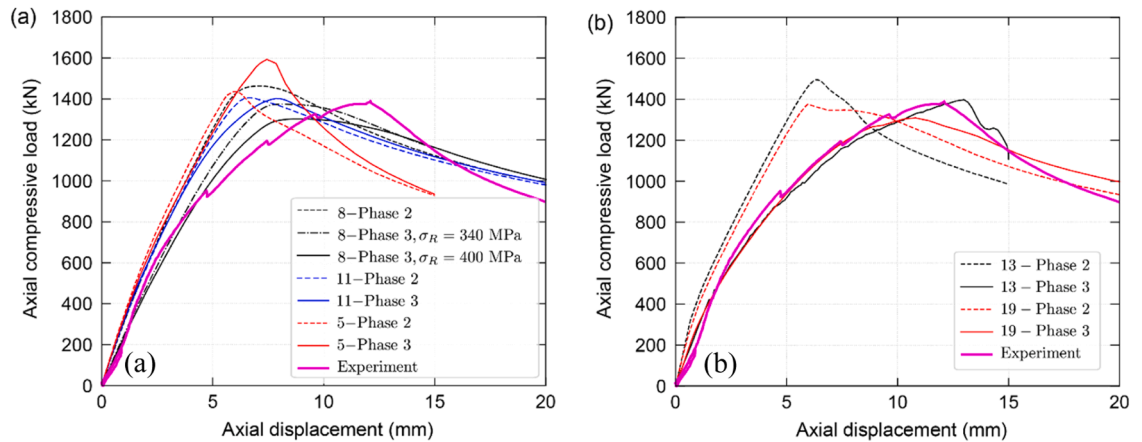 (a)
1800
1600
1400
1200
1000
800
600
400
200
0
Axial compressive load (kN)
0 5 10 15 20
Axial displacement (mm)
8−Phase 2
8−Phase 3, σR = 340 MPa
8−Phase 3, σR = 400 MPa
11−Phase 2
11−Phase 3
5−Phase 2
5−Phase 3
Experiment
(a)
(b)
1800
1600
1400
1200
1000
800
600
400
200
0
Axial compressive load (kN)
0 5 10 15 20
Axial displacement (mm)
13 − Phase 2
13 − Phase 3
19 − Phase 2
19 − Phase 3
Experiment
(b)